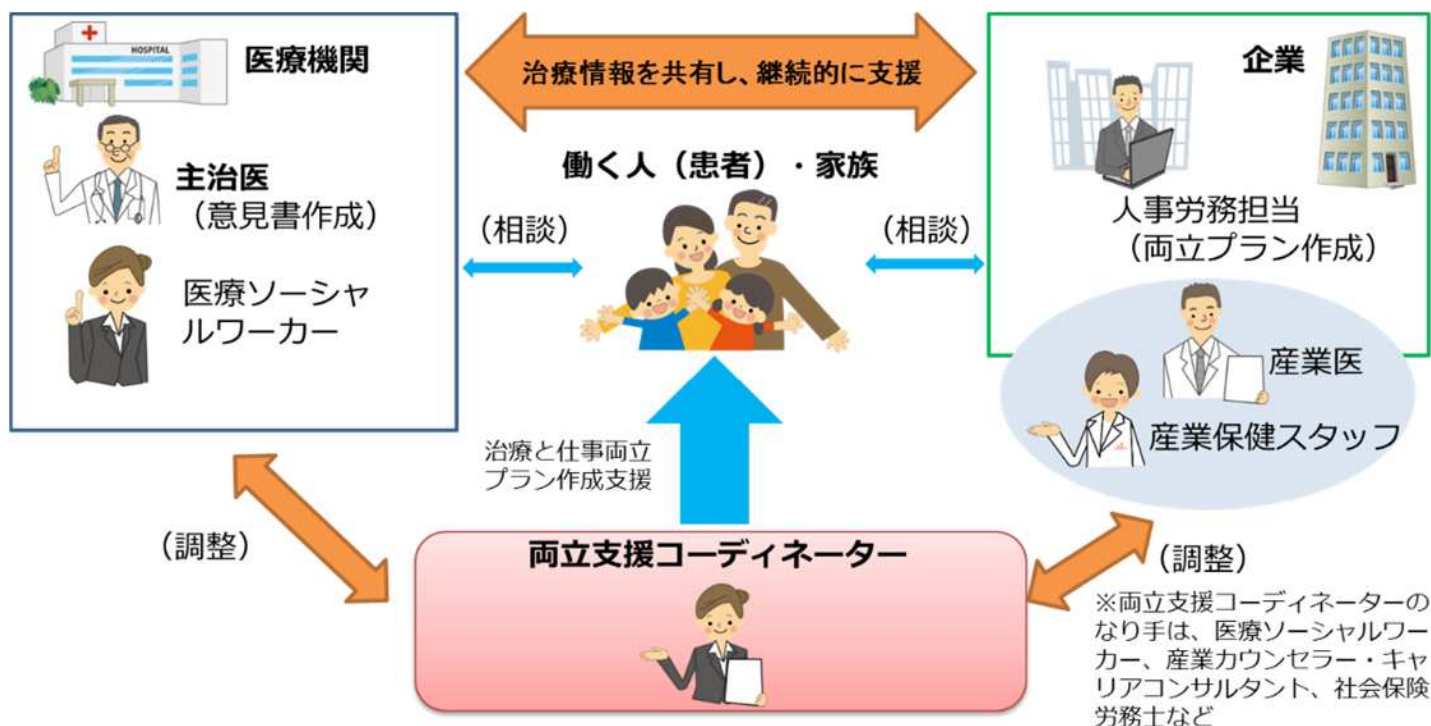 HOSPITAL
医療機関
治療情報を共有し、継続的に支援
企業
主治医
（意見書作成）
医療ソーシャ
ルワーカー
（相談）
働く人（患者）・家族
（相談）
人事労務担当
（両立プラン作成）
産業医
産業保健スタッフ
治療と仕事両立
プラン作成支援
（調整）
両立支援コーディネーター
（調整）
※両立支援コーディネーターの
なり手は、医療ソーシャルワー
カー、産業カウンセラー・キャ
リアコンサルタント、社会保険
労務士など